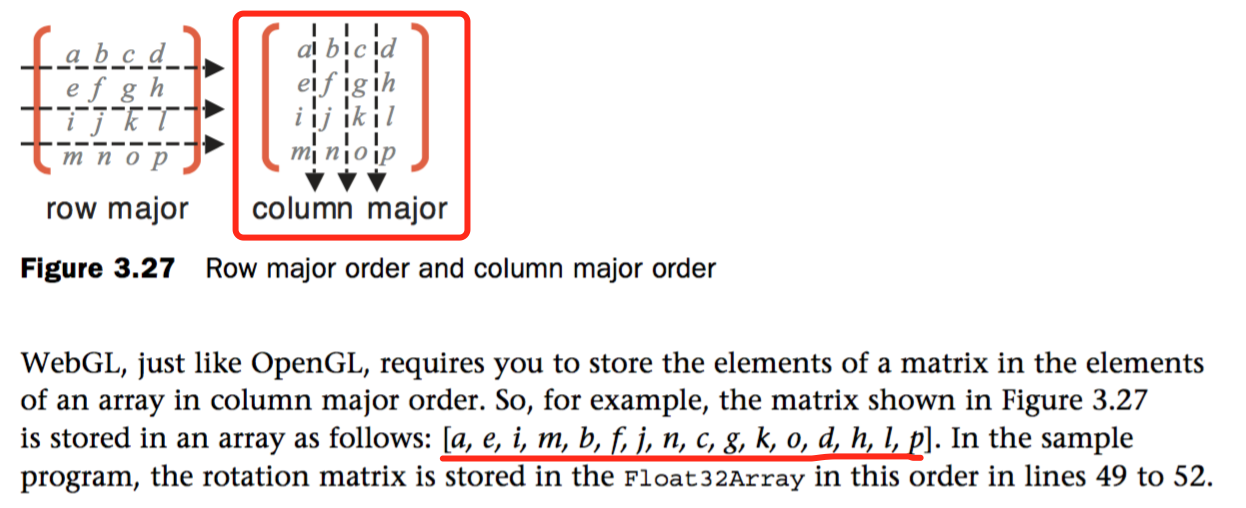 a b c d
e f g h
i j k l
m n o p
row major
a b c d
e f g h
i j k l
m n o p
column major
Figure 3.27 Row major order and column major order
WebGL, just like OpenGL, requires you to store the elements of a matrix in the elements
of an array in column major order. So, for example, the matrix shown in Figure 3.27
is stored in an array as follows: [a, e, i, m, b, f, j, n, c, g, k, o, d, h, l, p]. In the sample
program, the rotation matrix is stored in the Float32Array in this order in lines 49 to 52.